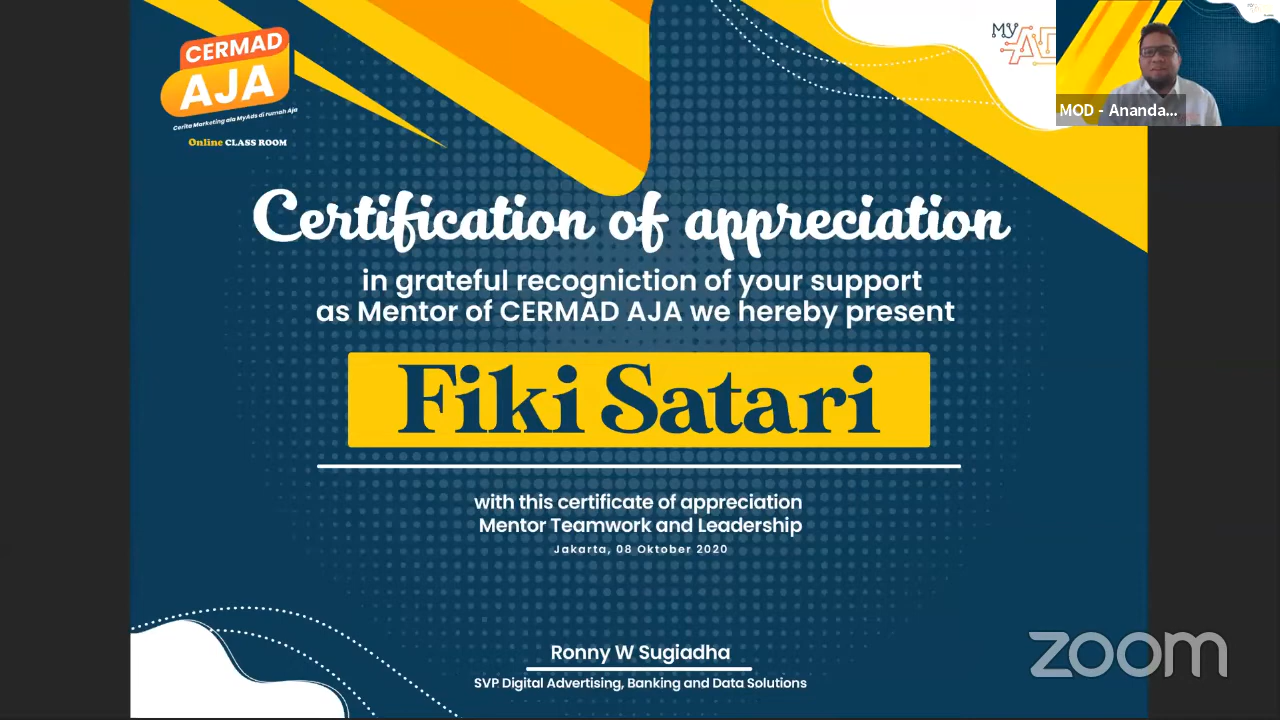 CERMAD
AJA
Cerita Marketing ala MyAds di rumah Aja
Online CLASS ROOM
MY
AD
MOD - Ananda...
Certification of appreciation
in grateful recogniction of your support
as Mentor of CERMAD AJA we hereby present
Fiki Satari
with this certificate of appreciation
Mentor Teamwork and Leadership
Jakarta, 08 Oktober 2020
Ronny W Sugiadha
SVP Digital Advertising, Banking and Data Solutions
zoom